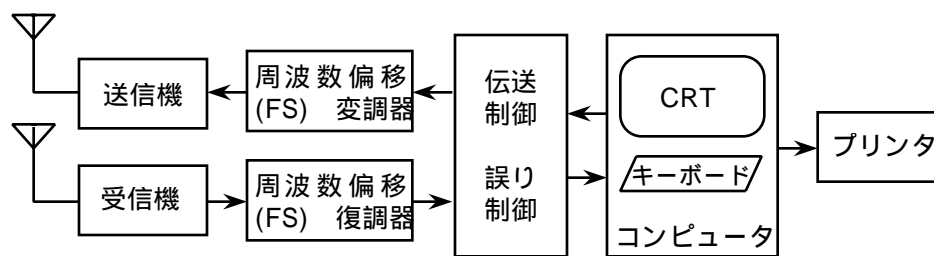 送信機
周波数偏移
(FS) 変調器
受信機
周波数偏移
(FS) 復調器
伝送
制御
誤り
制御
CRT
キーボード
コンピュータ
プリンタ